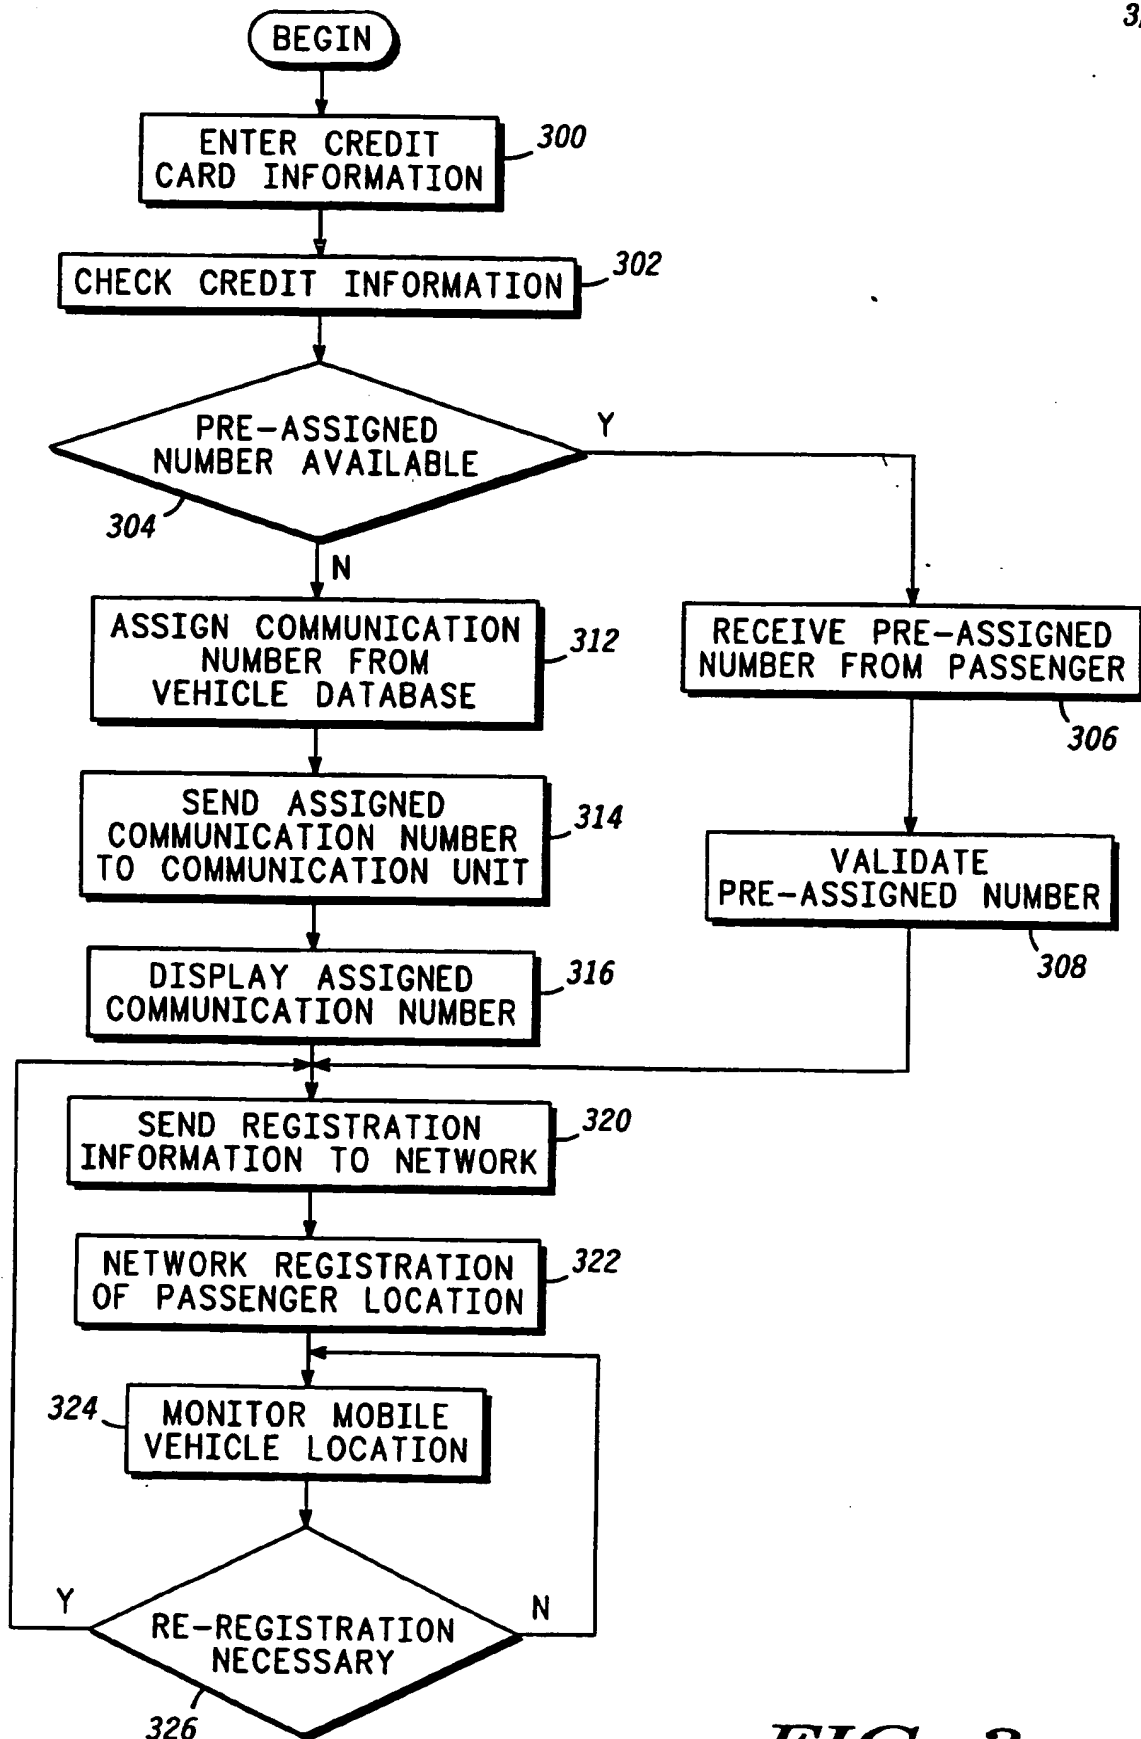 BEGIN
ENTER CREDIT
CARD INFORMATION
300
CHECK CREDIT INFORMATION
302
PRE-ASSIGNED
NUMBER AVAILABLE
304
Y
N
ASSIGN COMMUNICATION
NUMBER FROM
VEHICLE DATABASE
312
RECEIVE PRE-ASSIGNED
NUMBER FROM PASSENGER
306
SEND ASSIGNED
COMMUNICATION NUMBER
TO COMMUNICATION UNIT
314
VALIDATE
PRE-ASSIGNED NUMBER
308
DISPLAY ASSIGNED
COMMUNICATION NUMBER
316
SEND REGISTRATION
INFORMATION TO NETWORK
320
NETWORK REGISTRATION
OF PASSENGER LOCATION
322
MONITOR MOBILE
VEHICLE LOCATION
324
RE-REGISTRATION
NECESSARY
Y
N
326